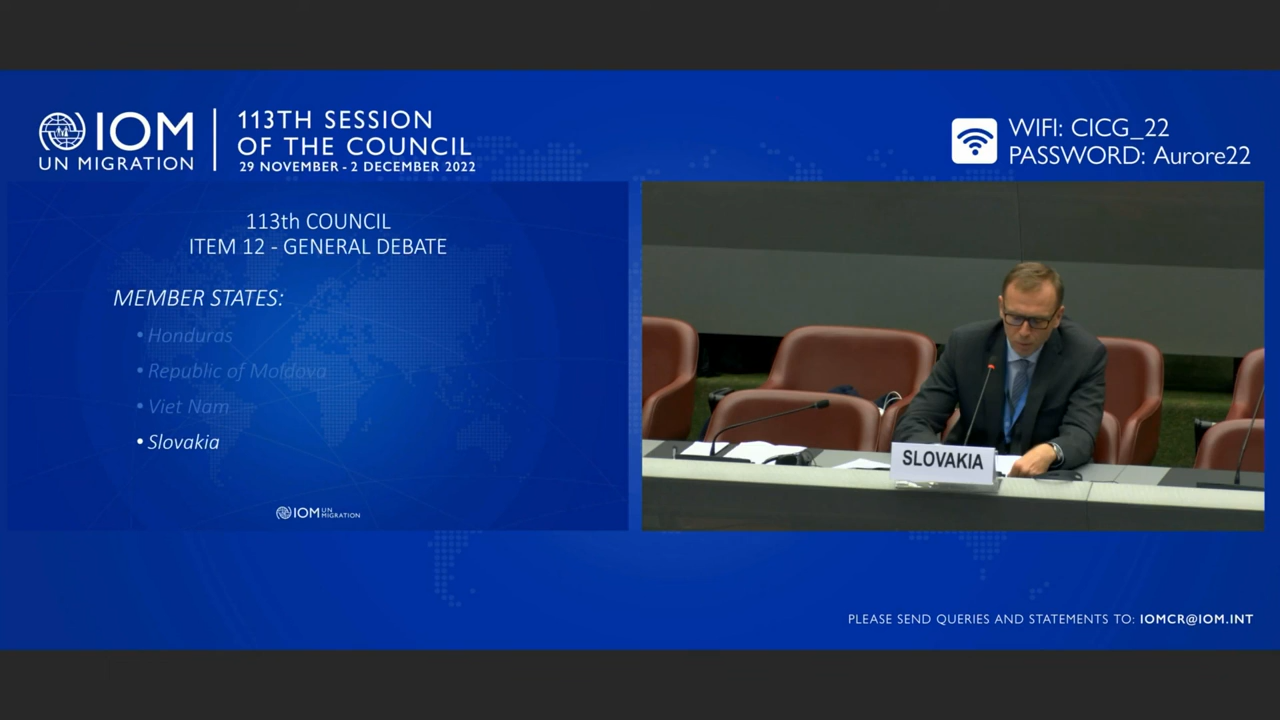 IOM
UN MIGRATION
113TH SESSION
OF THE COUNCIL
29 NOVEMBER - 2 DECEMBER 2022
WIFI: CICG_22
PASSWORD: Aurore22
113th COUNCIL
ITEM 12 - GENERAL DEBATE
MEMBER STATES:
• Honduras
• Republic of Moldova
• Viet Nam
• Slovakia
IOM UN MIGRATION
SLOVAKIA
PLEASE SEND QUERIES AND STATEMENTS TO: IOMCR@IOM.INT